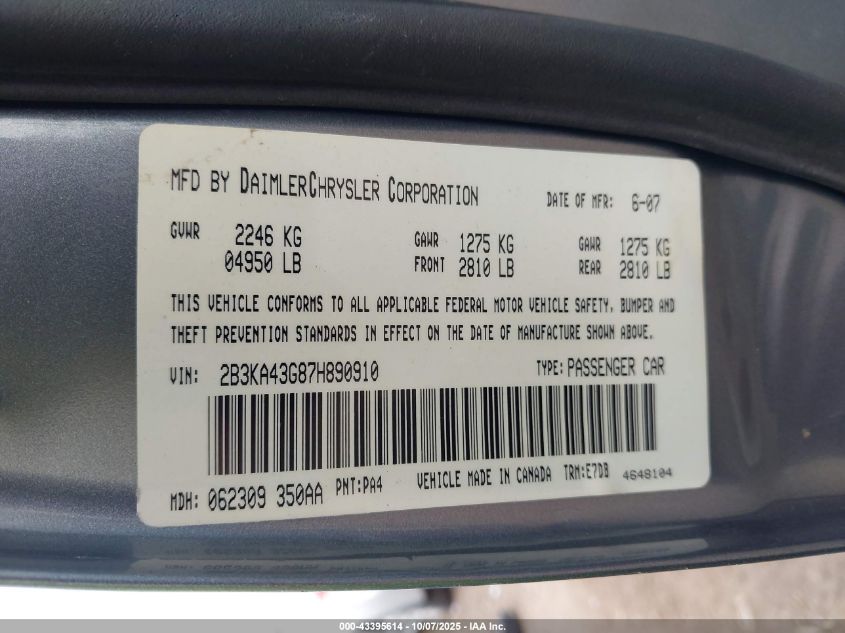 MFD BY DAIMLERCHRYSLER CORPORATION DATE OF MFR: 6-07
GVWR 2246 KG GAWR 1275 KG GAWR 1275 KG
04950 LB FRONT 2810 LB REAR 2810 LB
THIS VEHICLE CONFORMS TO ALL APPLICABLE FEDERAL MOTOR VEHICLE SAFETY, BUMPER AND
THEFT PREVENTION STANDARDS IN EFFECT ON THE DATE OF MANUFACTURE SHOWN ABOVE.
VIN: 2B3KA43G87H890910 TYPE: PASSENGER CAR
MDH: 062309 350AA PNT:PA4 VEHICLE MADE IN CANADA TRM:E7DB 4648104
000-43395614 - 10/07/2025 - IAA Inc.